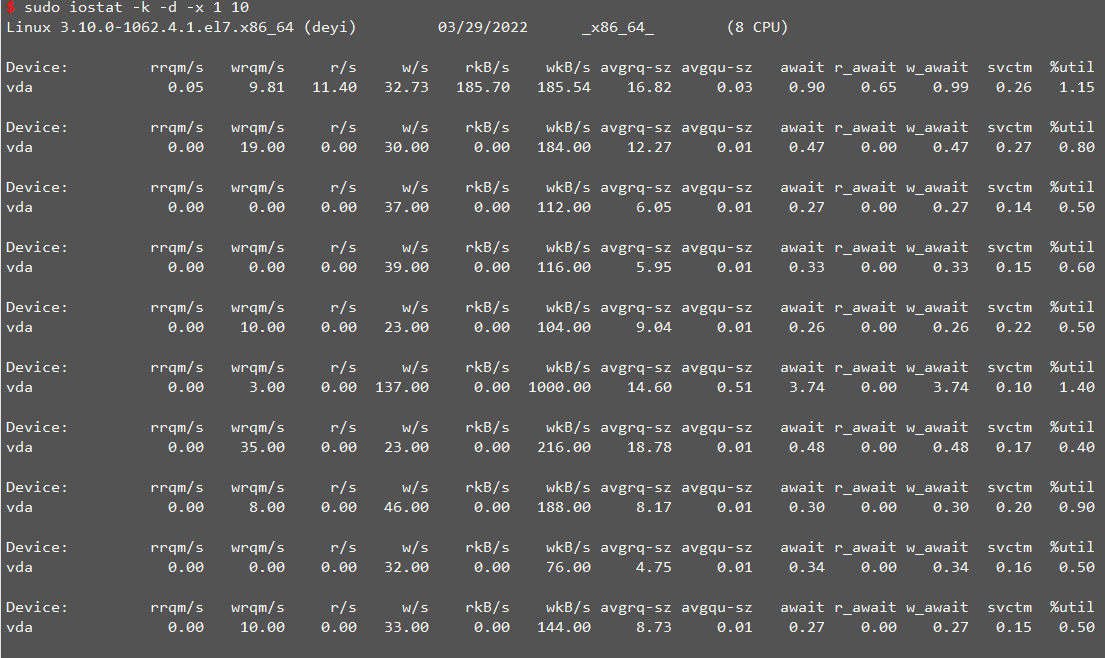 $ sudo iostat -k -d -x 1 10
Linux 3.10.0-1062.4.1.el7.x86_64 (deyi) 03/29/2022 _x86_64_ (8 CPU)
Device: rrqm/s wrqm/s r/s w/s rkB/s wkB/s avgrq-sz avgqu-sz await r_await w_await svctm %util
vda 0.05 9.81 11.40 32.73 185.70 185.54 16.82 0.03 0.90 0.65 0.99 0.26 1.15
Device: rrqm/s wrqm/s r/s w/s rkB/s wkB/s avgrq-sz avgqu-sz await r_await w_await svctm %util
vda 0.00 19.00 0.00 30.00 0.00 184.00 12.27 0.01 0.47 0.00 0.47 0.27 0.80
Device: rrqm/s wrqm/s r/s w/s rkB/s wkB/s avgrq-sz avgqu-sz await r_await w_await svctm %util
vda 0.00 0.00 0.00 37.00 0.00 112.00 6.05 0.01 0.27 0.00 0.27 0.14 0.50
Device: rrqm/s wrqm/s r/s w/s rkB/s wkB/s avgrq-sz avgqu-sz await r_await w_await svctm %util
vda 0.00 0.00 0.00 39.00 0.00 116.00 5.95 0.01 0.33 0.00 0.33 0.15 0.60
Device: rrqm/s wrqm/s r/s w/s rkB/s wkB/s avgrq-sz avgqu-sz await r_await w_await svctm %util
vda 0.00 10.00 0.00 23.00 0.00 104.00 9.04 0.01 0.26 0.00 0.26 0.22 0.50
Device: rrqm/s wrqm/s r/s w/s rkB/s wkB/s avgrq-sz avgqu-sz await r_await w_await svctm %util
vda 0.00 3.00 0.00 137.00 0.00 1000.00 14.60 0.51 3.74 0.00 3.74 0.10 1.40
Device: rrqm/s wrqm/s r/s w/s rkB/s wkB/s avgrq-sz avgqu-sz await r_await w_await svctm %util
vda 0.00 35.00 0.00 23.00 0.00 216.00 18.78 0.01 0.48 0.00 0.48 0.17 0.40
Device: rrqm/s wrqm/s r/s w/s rkB/s wkB/s avgrq-sz avgqu-sz await r_await w_await svctm %util
vda 0.00 8.00 0.00 46.00 0.00 188.00 8.17 0.01 0.30 0.00 0.30 0.20 0.90
Device: rrqm/s wrqm/s r/s w/s rkB/s wkB/s avgrq-sz avgqu-sz await r_await w_await svctm %util
vda 0.00 0.00 0.00 32.00 0.00 76.00 4.75 0.01 0.34 0.00 0.34 0.16 0.50
Device: rrqm/s wrqm/s r/s w/s rkB/s wkB/s avgrq-sz avgqu-sz await r_await w_await svctm %util
vda 0.00 10.00 0.00 33.00 0.00 144.00 8.73 0.01 0.27 0.00 0.27 0.15 0.50